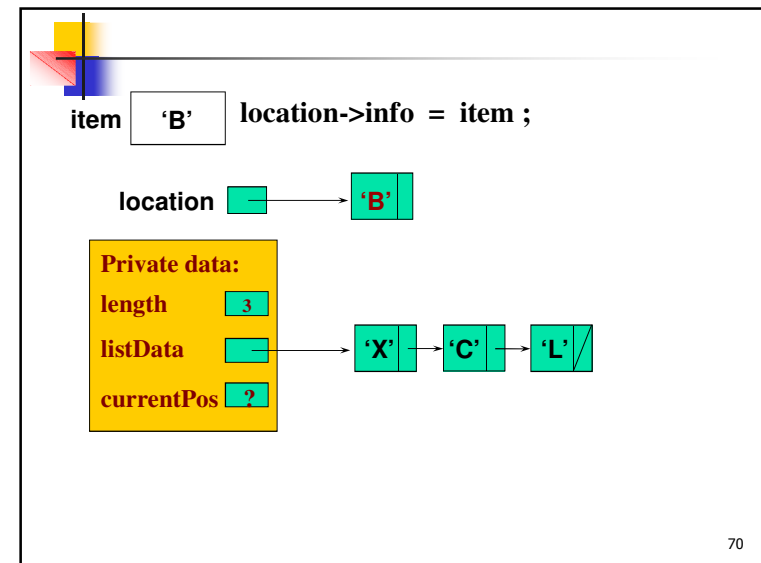 item ‘B’ location->info = item ;
location ‘B’
Private data:
length 3
listData ‘X’ ‘C’ ‘L’
currentPos ?
70